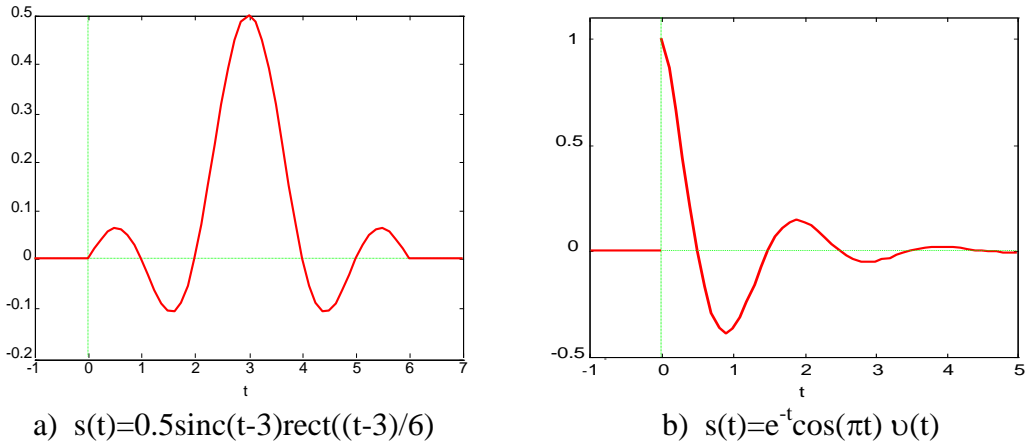 0.5
0.4
0.3
0.2
0.1
0
-0.1
-0.2
-1 0 1 2 3 4 5 6 7
t
a) s(t)=0.5sinc(t-3)rect((t-3)/6)
1
0.5
0
-0.5
-1 0 1 2 3 4 5
t
b) s(t)=e^-t cos(πt) υ(t)